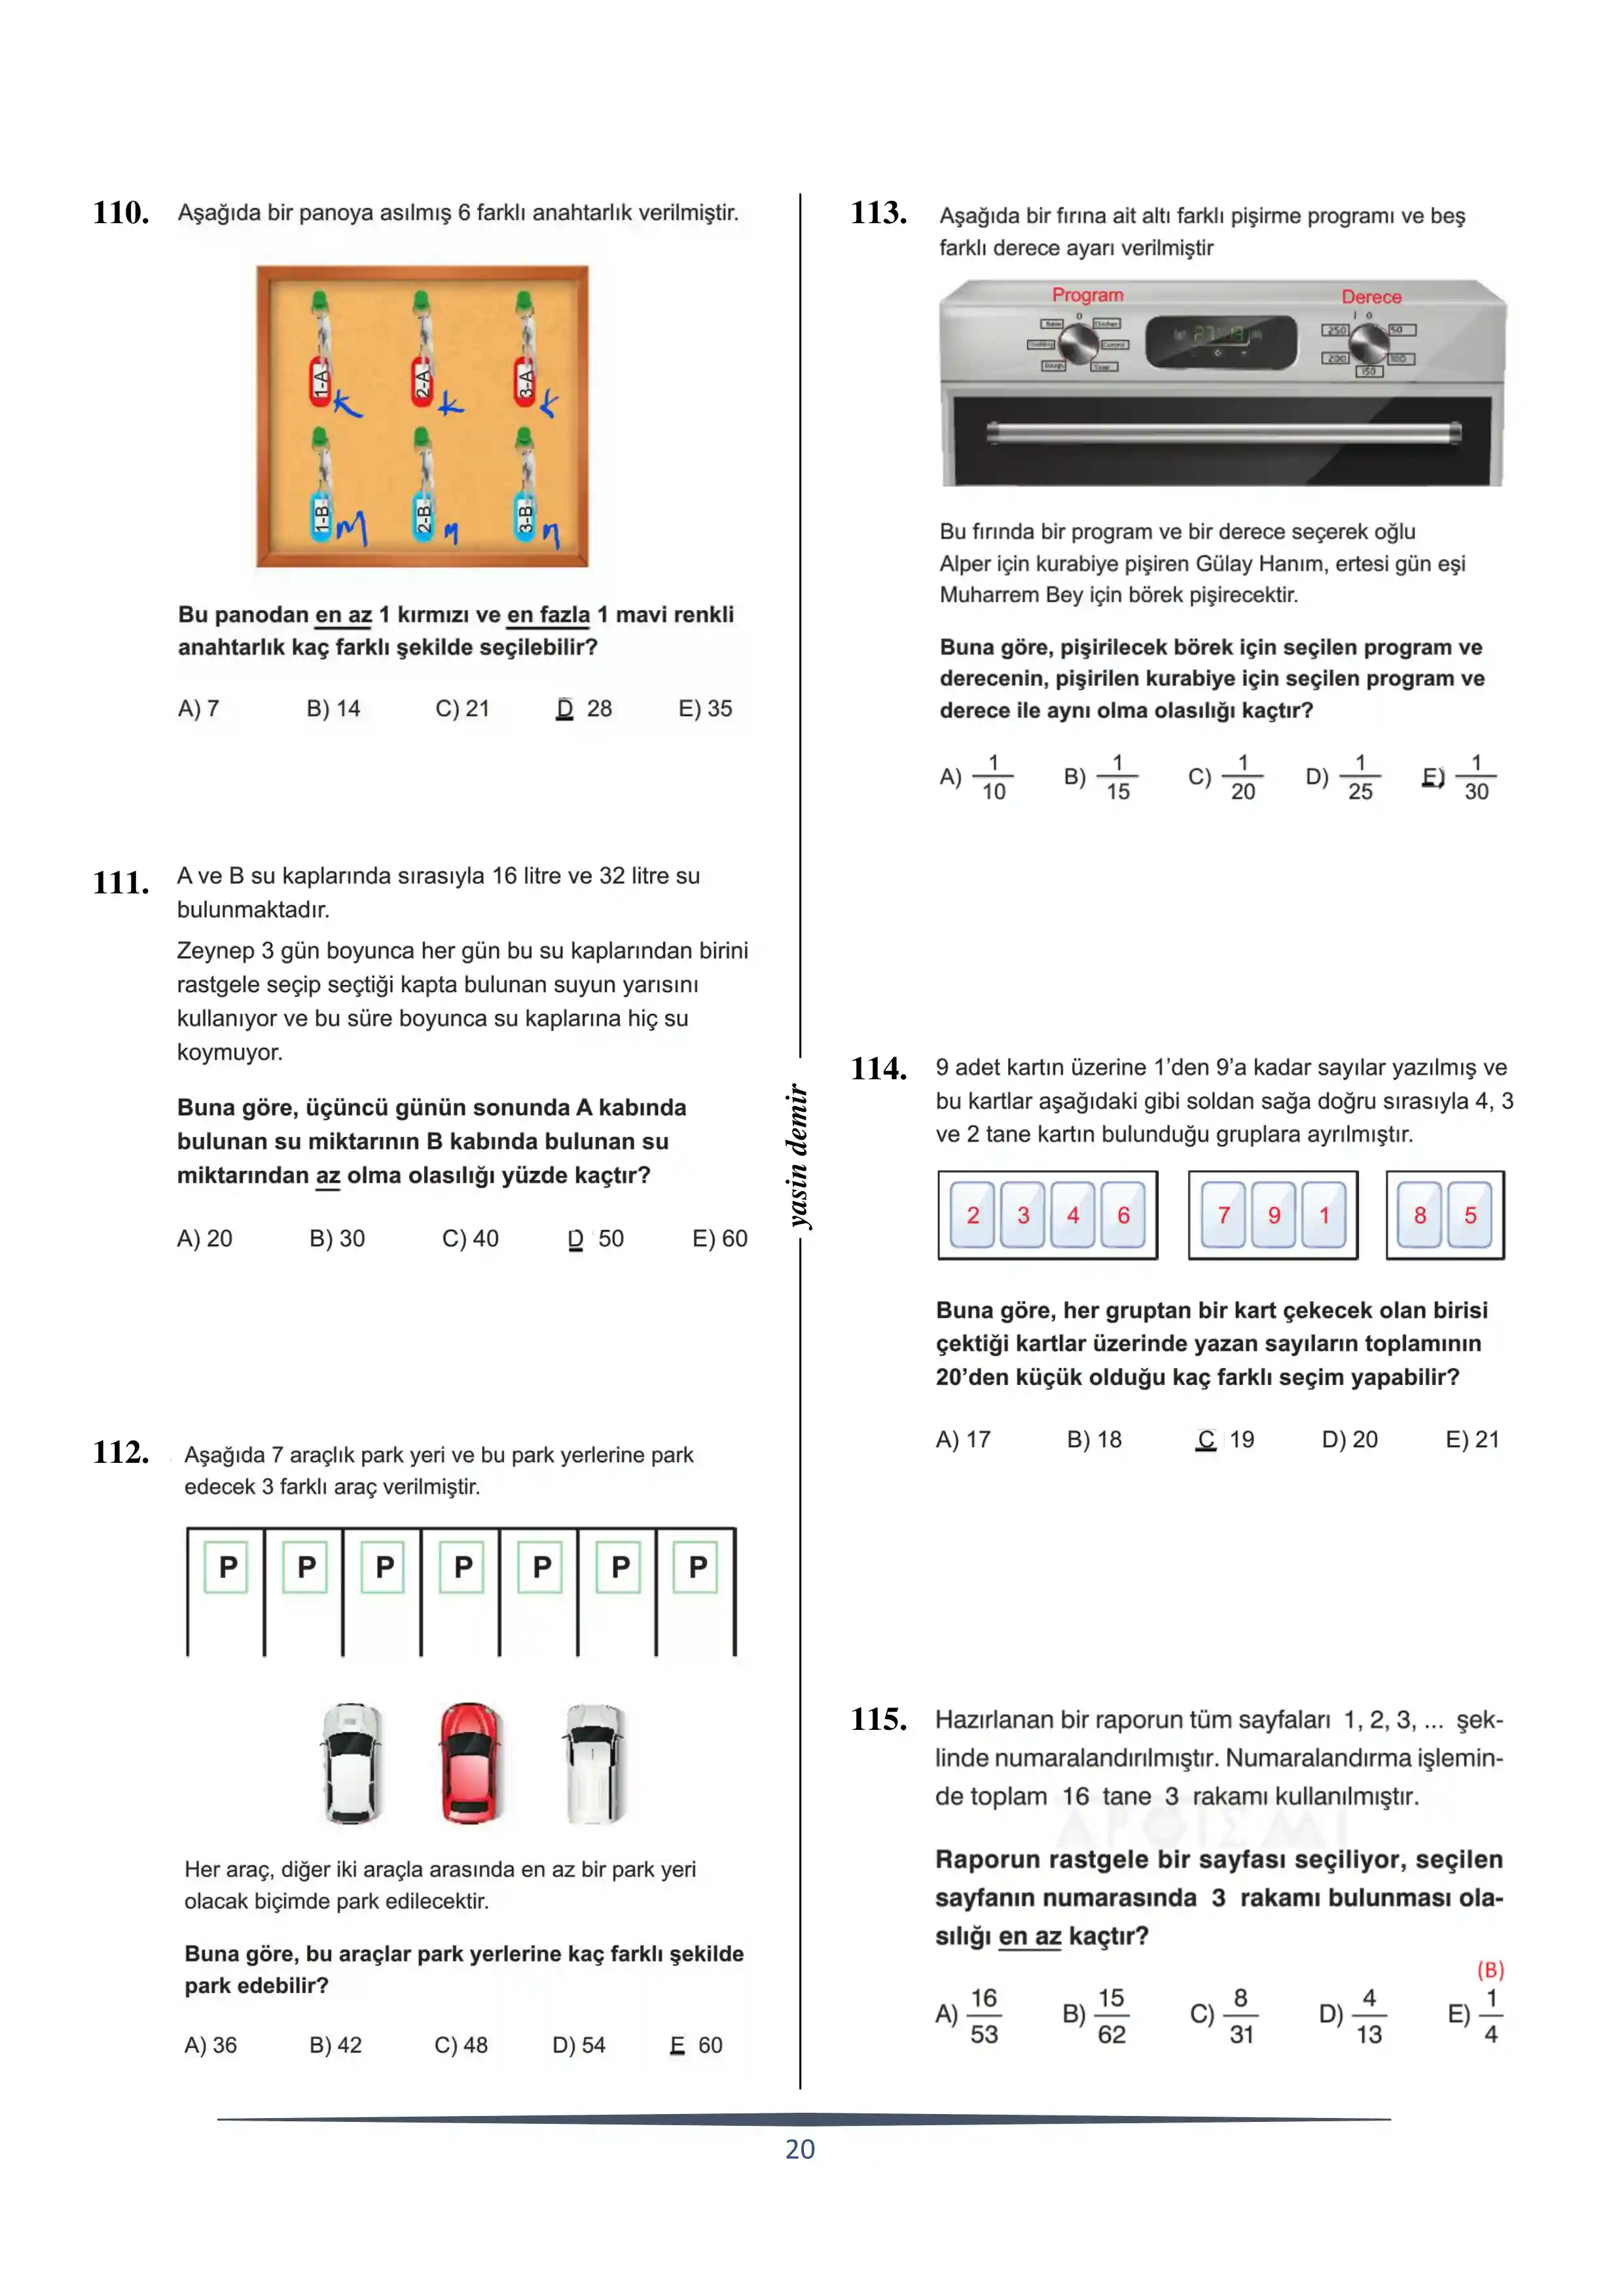 110. Aşağıda bir panoya asılmış 6 farklı anahtarlık verilmiştir.
1-A 2-A 3-A
K K K
1-B 2-B 3-B
M M M
Bu panodan en az 1 kırmızı ve en fazla 1 mavi renkli
anahtarlık kaç farklı şekilde seçilebilir?
A) 7 B) 14 C) 21 D 28 E) 35
111. A ve B su kaplarında sırasıyla 16 litre ve 32 litre su
bulunmaktadır.
Zeynep 3 gün boyunca her gün bu su kaplarından birini
rastgele seçip seçtiği kapta bulunan suyun yarısını
kullanıyor ve bu süre boyunca su kaplarına hiç su
koymuyor.
Buna göre, üçüncü günün sonunda A kabında
bulunan su miktarının B kabında bulunan su
miktarından az olma olasılığı yüzde kaçtır?
A) 20 B) 30 C) 40 D 50 E) 60
112. Aşağıda 7 araçlık park yeri ve bu park yerlerine park
edecek 3 farklı araç verilmiştir.
P P P P P P P
Her araç, diğer iki araçla arasında en az bir park yeri
olacak biçimde park edilecektir.
Buna göre, bu araçlar park yerlerine kaç farklı şekilde
park edebilir?
A) 36 B) 42 C) 48 D) 54 E 60
yasin demir
113. Aşağıda bir fırına ait altı farklı pişirme programı ve beş
farklı derece ayarı verilmiştir
Program Derece
0 I 0
Chicken 250 50
200 100
150
Bu fırında bir program ve bir derece seçerek oğlu
Alper için kurabiye pişiren Gülay Hanım, ertesi gün eşi
Muharrem Bey için börek pişirecektir.
Buna göre, pişirilecek börek için seçilen program ve
derecenin, pişirilen kurabiye için seçilen program ve
derece ile aynı olma olasılığı kaçtır?
A) 1/10 B) 1/15 C) 1/20 D) 1/25 E) 1/30
114. 9 adet kartın üzerine 1’den 9’a kadar sayılar yazılmış ve
bu kartlar aşağıdaki gibi soldan sağa doğru sırasıyla 4, 3
ve 2 tane kartın bulunduğu gruplara ayrılmıştır.
2 3 4 6 7 9 1 8 5
Buna göre, her gruptan bir kart çekecek olan birisi
çektiği kartlar üzerinde yazan sayıların toplamının
20’den küçük olduğu kaç farklı seçim yapabilir?
A) 17 B) 18 C 19 D) 20 E) 21
115. Hazırlanan bir raporun tüm sayfaları 1, 2, 3, ... şek-
linde numaralandırılmıştır. Numaralandırma işlemin-
de toplam 16 tane 3 rakamı kullanılmıştır.
Raporun rastgele bir sayfası seçiliyor, seçilen
sayfanın numarasında 3 rakamı bulunması ola-
sılığı en az kaçtır?
(B)
A) 16/53 B) 15/62 C) 8/31 D) 4/13 E) 1/4
20